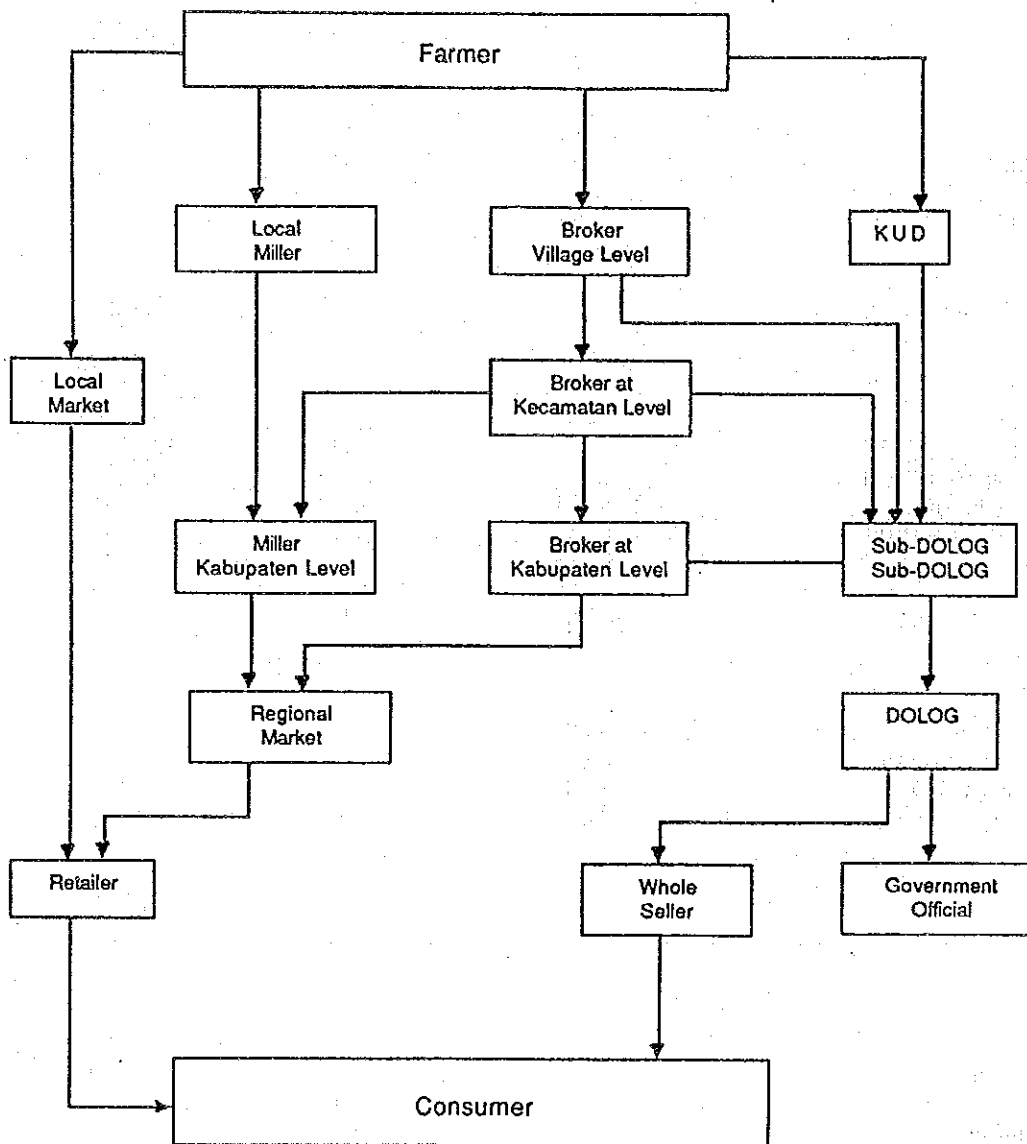 Farmer
Local
Miller
Broker
Village Level
KUD
Local
Market
Broker at
Kecamatan Level
Miller
Kabupaten Level
Broker at
Kabupaten Level
Sub-DOLOG
Sub-DOLOG
Regional
Market
DOLOG
Retailer
Whole
Seller
Government
Official
Consumer